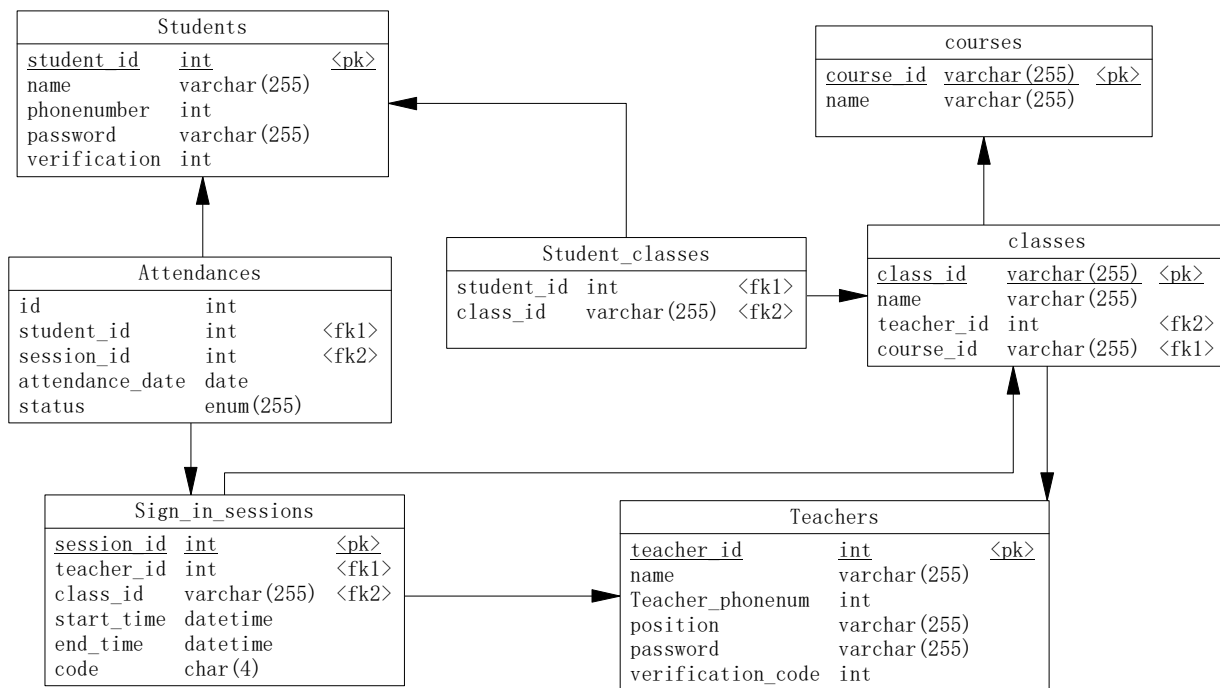 Students
student_id int <pk>
name varchar(255)
phonenumber int
password varchar(255)
verification int
courses
course_id varchar(255) <pk>
name varchar(255)
Student_classes
student_id int <fk1>
class_id varchar(255) <fk2>
classes
class_id varchar(255) <pk>
name varchar(255)
teacher_id int <fk2>
course_id varchar(255) <fk1>
Attendances
id int
student_id int <fk1>
session_id int <fk2>
attendance_date date
status enum(255)
Sign_in_sessions
session_id int <pk>
teacher_id int <fk1>
class_id varchar(255) <fk2>
start_time datetime
end_time datetime
code char(4)
Teachers
teacher_id int <pk>
name varchar(255)
Teacher_phonenum int
position varchar(255)
password varchar(255)
verification_code int